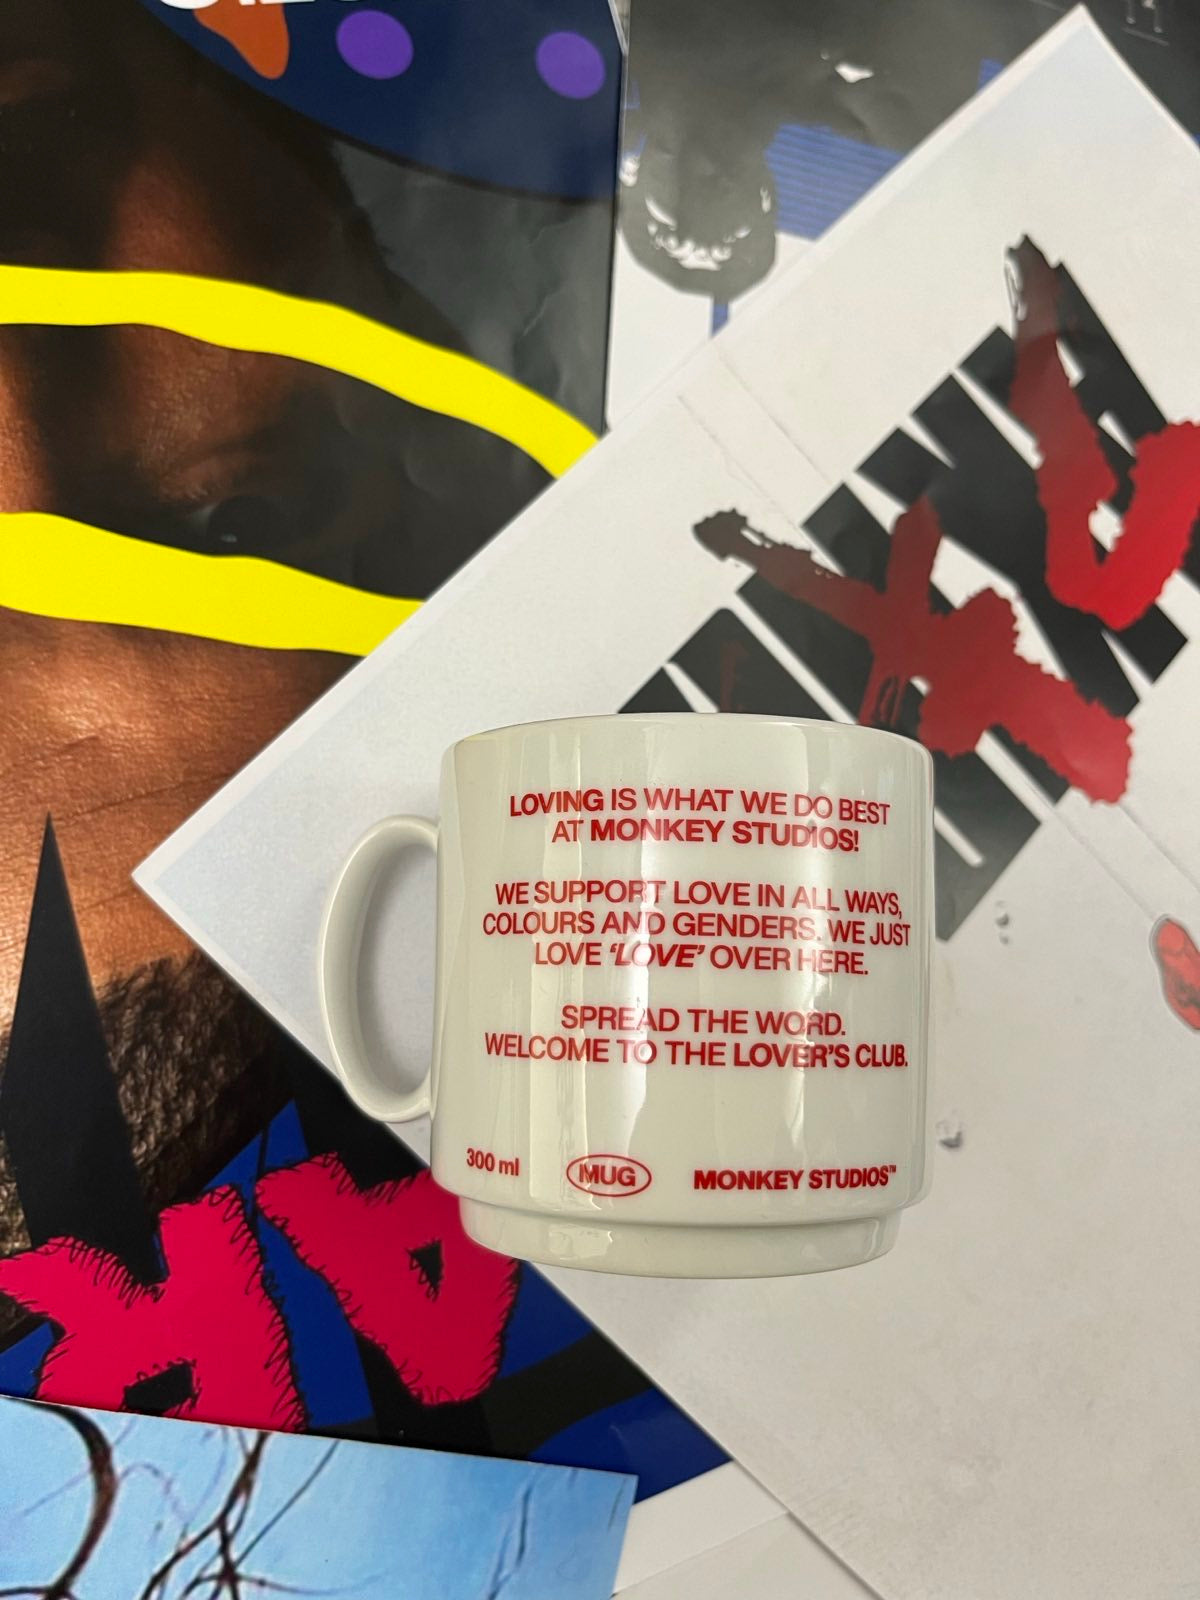 LOVING IS WHAT WE DO BEST
AT MONKEY STUDIOS!
WE SUPPORT LOVE IN ALL WAYS,
COLOURS AND GENDERS. WE JUST
LOVE ‘LOVE’ OVER HERE.
SPREAD THE WORD.
WELCOME TO THE LOVER’S CLUB.
300 ml
MUG
MONKEY STUDIOS™